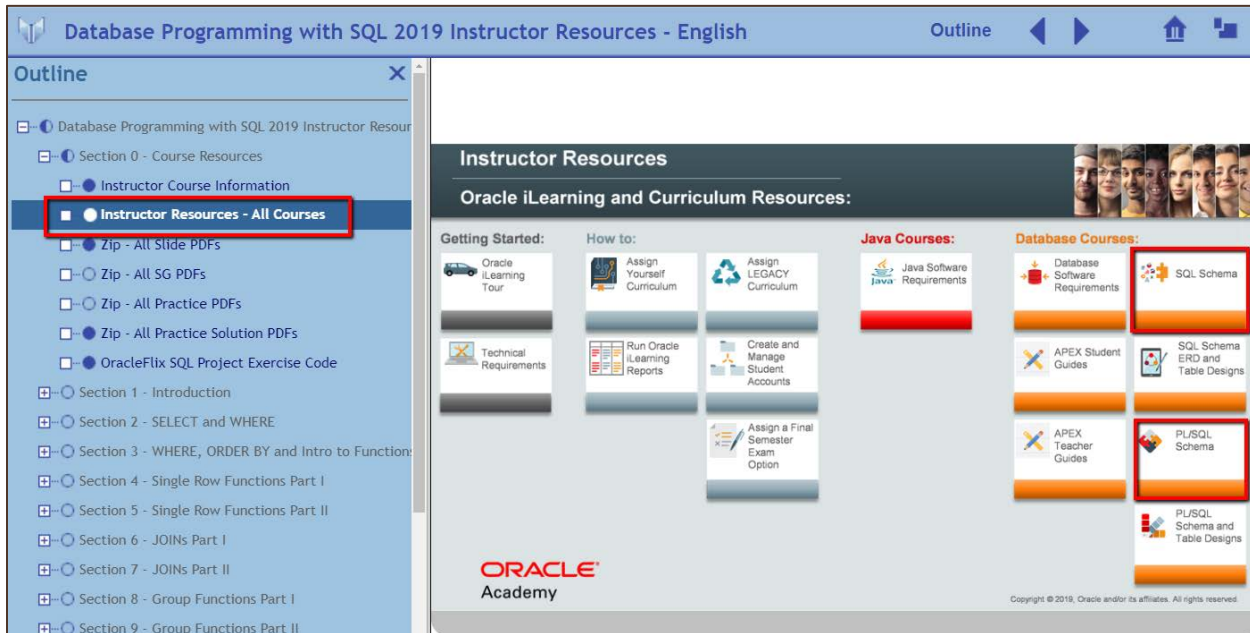 Database Programming with SQL 2019 Instructor Resources - English
Outline
Outline
Database Programming with SQL 2019 Instructor Resour
Section 0 - Course Resources
Instructor Course Information
Instructor Resources - All Courses
Zip - All Slide PDFs
Zip - All SG PDFs
Zip - All Practice PDFs
Zip - All Practice Solution PDFs
OracleFlix SQL Project Exercise Code
Section 1 - Introduction
Section 2 - SELECT and WHERE
Section 3 - WHERE, ORDER BY and Intro to Functions
Section 4 - Single Row Functions Part I
Section 5 - Single Row Functions Part II
Section 6 - JOINs Part I
Section 7 - JOINs Part II
Section 8 - Group Functions Part I
Section 9 - Group Functions Part II
Instructor Resources
Oracle iLearning and Curriculum Resources:
Getting Started:
Oracle
iLearning
Tour
Technical
Requirements
How to:
Assign
Yourself
Curriculum
Assign
LEGACY
Curriculum
Run Oracle
iLearning
Reports
Create and
Manage
Student
Accounts
Assign a Final
Semester
Exam
Option
Java Courses:
Java
Java Software
Requirements
Database Courses:
Database
Software
Requirements
SQL Schema
APEX Student
Guides
SQL Schema
ERD and
Table Designs
APEX
Teacher
Guides
PL/SQL
Schema
PL/SQL
Schema and
Table Designs
ORACLE
Academy
Copyright © 2019, Oracle and/or its affiliates. All rights reserved.